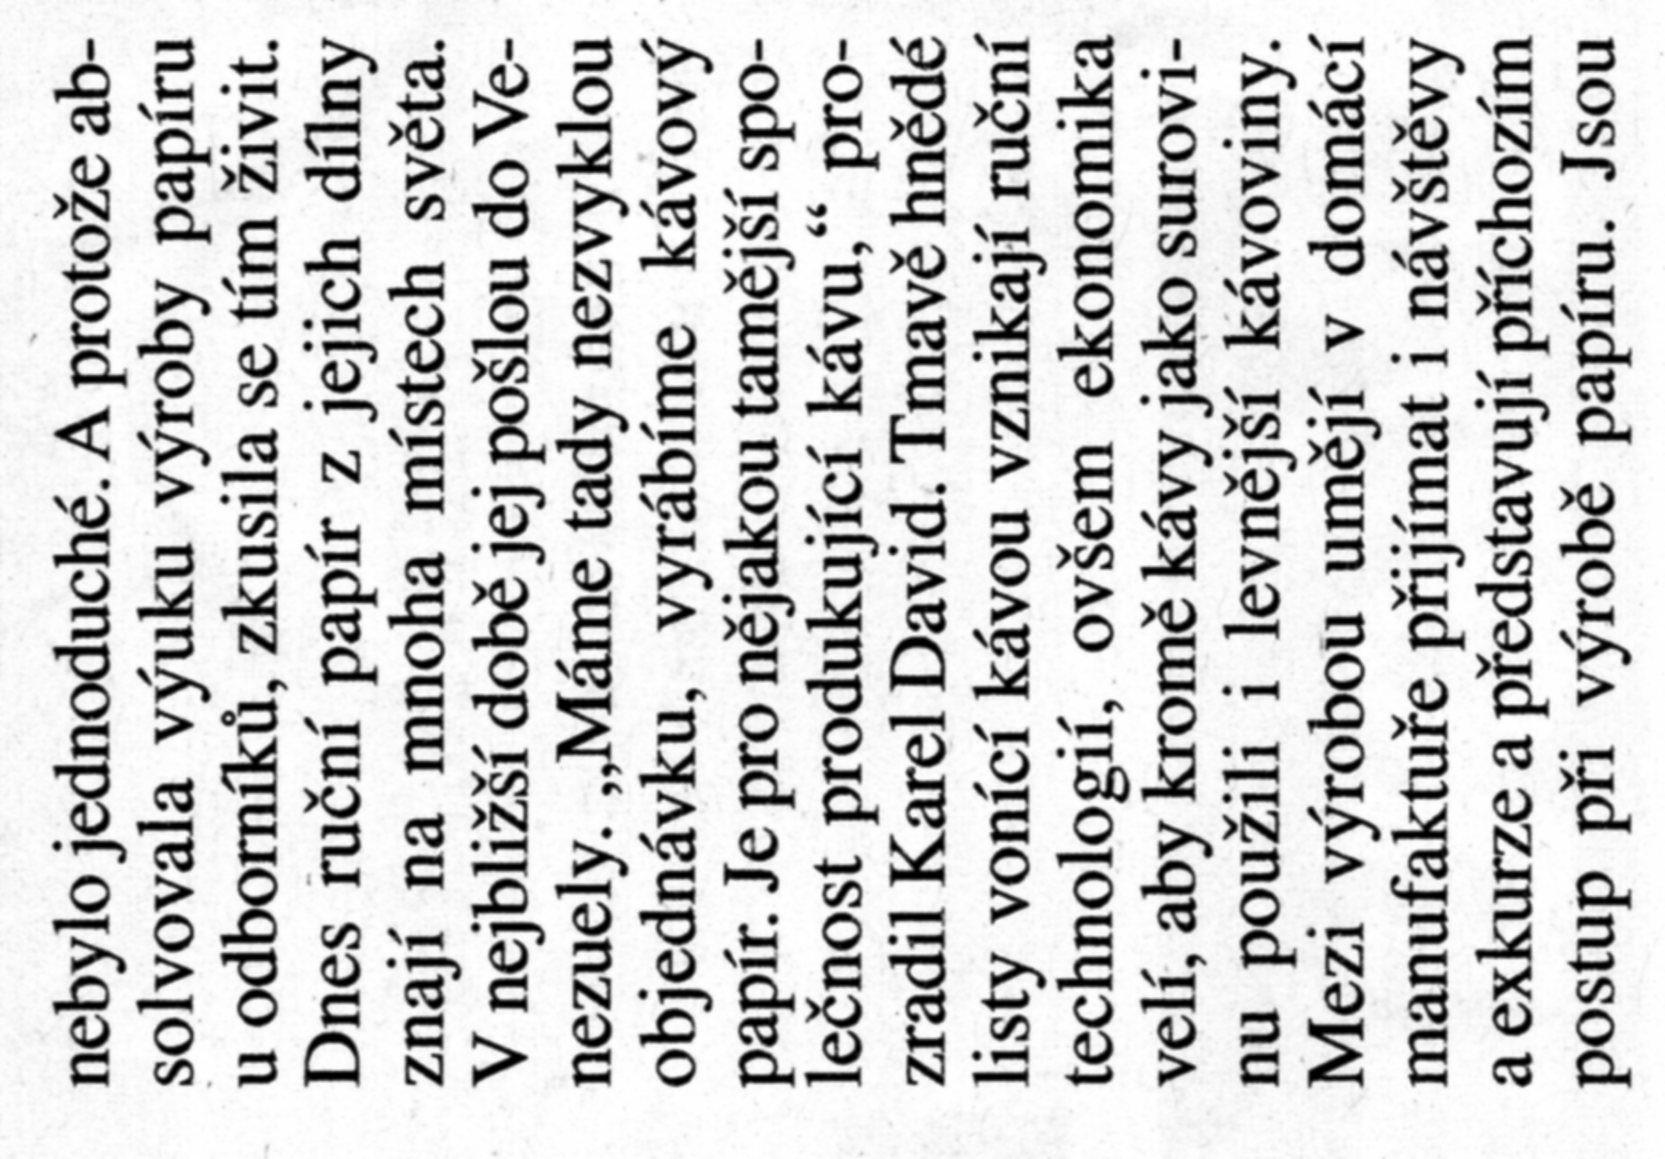 nebylo jednoduché. A protože ab-
solvovala výuku výroby papíru
u odborníků, zkusila se tím živit.
Dnes ruční papír z jejich dílny
znají na mnoha místech světa.
V nejbližší době jej pošlou do Ve-
nezuely. „Máme tady nezvyklou
objednávku, vyrábíme kávový
papír. Je pro nějakou tamější spo-
lečnost produkující kávu,“ pro-
zradil Karel David. Tmavě hnědé
listy vonící kávou vznikají ruční
technologií, ovšem ekonomika
velí, aby kromě kávy jako surovi-
nu použili i levnější kávoviny.
Mezi výrobou umějí v domácí
manufaktuře přijímat i návštěvy
a exkurze a představují příchozím
postup při výrobě papíru. Jsou